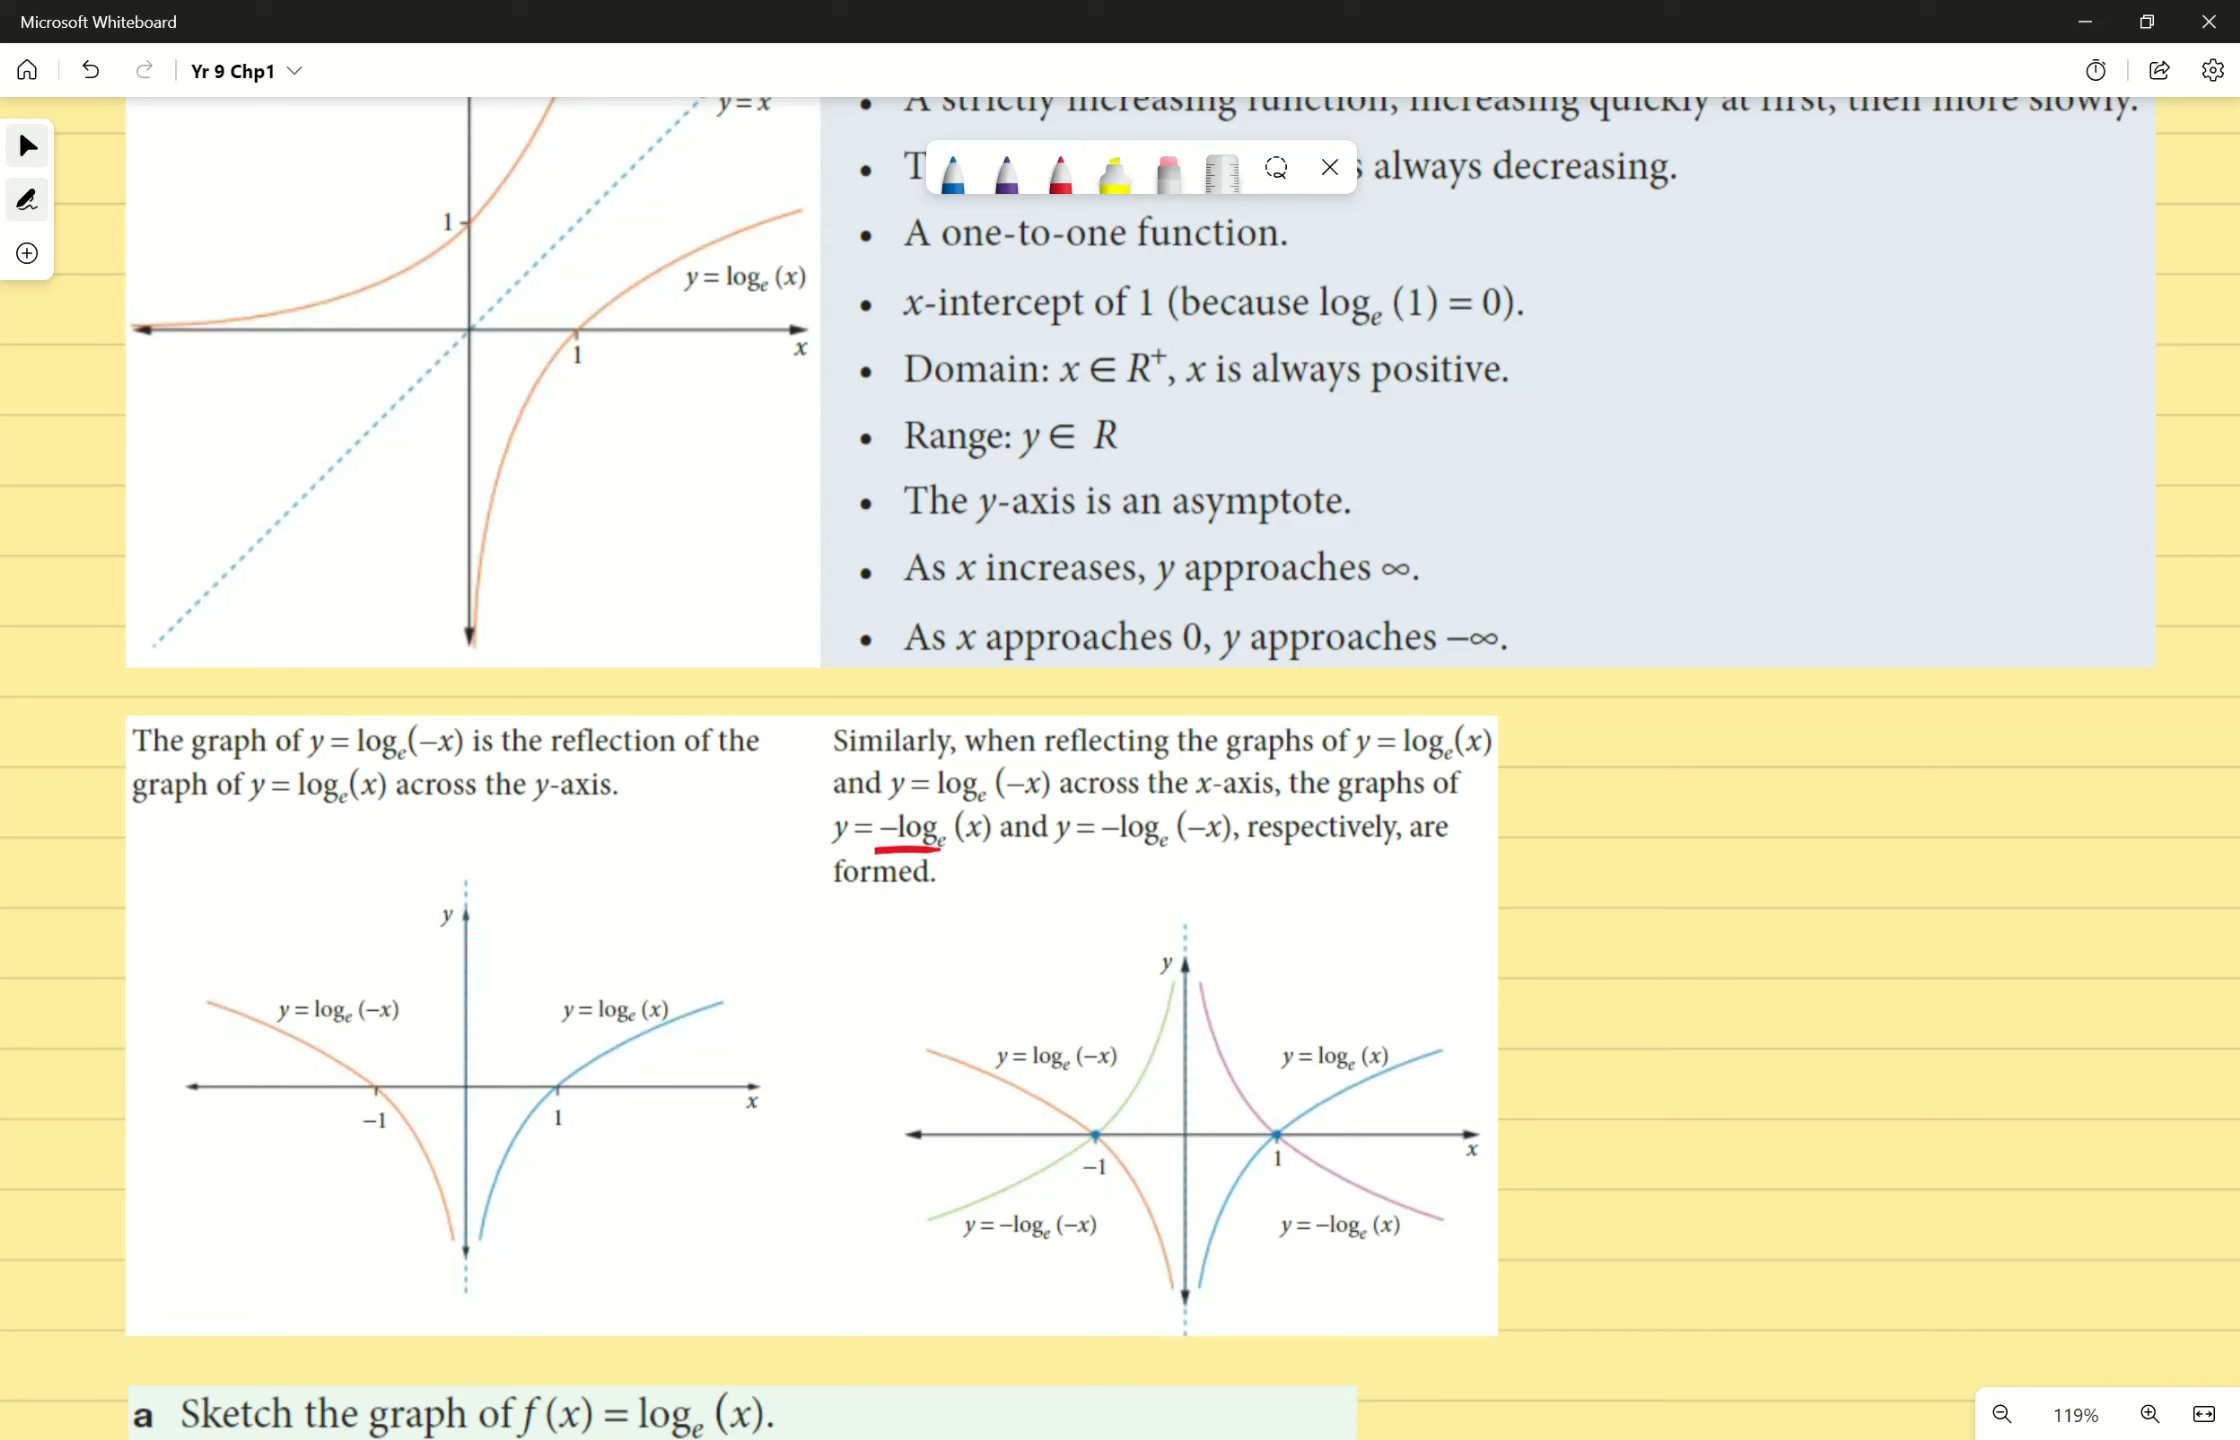 Microsoft Whiteboard
Yr 9 Chp1
y = x
1
y = logₑ (x)
1
x
• A strictly increasing function, increasing quickly at first, then more slowly.
• T always decreasing.
• A one-to-one function.
• x-intercept of 1 (because logₑ (1) = 0).
• Domain: x ∈ R⁺, x is always positive.
• Range: y ∈ R
• The y-axis is an asymptote.
• As x increases, y approaches ∞.
• As x approaches 0, y approaches −∞.
The graph of y = logₑ(−x) is the reflection of the
graph of y = logₑ(x) across the y-axis.
y
y = logₑ (−x)
y = logₑ (x)
x
−1
1
Similarly, when reflecting the graphs of y = logₑ(x)
and y = logₑ (−x) across the x-axis, the graphs of
y = −logₑ (x) and y = −logₑ (−x), respectively, are
formed.
y
y = logₑ (−x)
y = logₑ (x)
x
−1
1
y = −logₑ (−x)
y = −logₑ (x)
a Sketch the graph of f (x) = logₑ (x).
119%